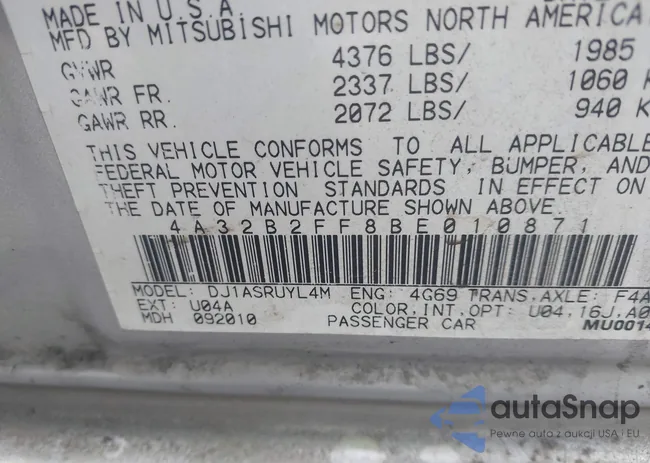 MADE IN U.S.A.
MFD BY MITSUBISHI MOTORS NORTH AMERICA
GVWR 4376 LBS/ 1985
GAWR FR. 2337 LBS/ 1060 K
GAWR RR. 2072 LBS/ 940 K
THIS VEHICLE CONFORMS TO ALL APPLICABLE
FEDERAL MOTOR VEHICLE SAFETY, BUMPER, AND
THEFT PREVENTION STANDARDS IN EFFECT ON
THE DATE OF MANUFACTURE SHOWN ABOVE.
4A32B2FF8BE010871
MODEL: DJ1ASRUYL4M ENG: 4G69 TRANS.AXLE: F4A
EXT: U04A COLOR,INT.OPT: U04,16J,A0
MDH 092010 PASSENGER CAR MU0014
autaSnap
Pewne auto z aukcji USA i EU